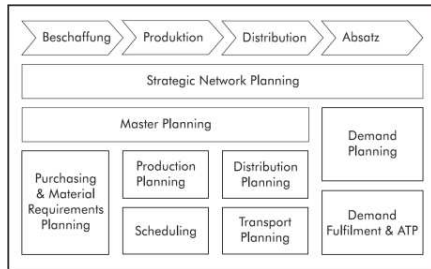 Beschaffung Produktion Distribution Absatz
Strategic Network Planning
Master Planning
Demand
Planning
Purchasing
& Material
Requirements
Planning
Production
Planning
Distribution
Planning
Scheduling
Transport
Planning
Demand
Fulfilment & ATP